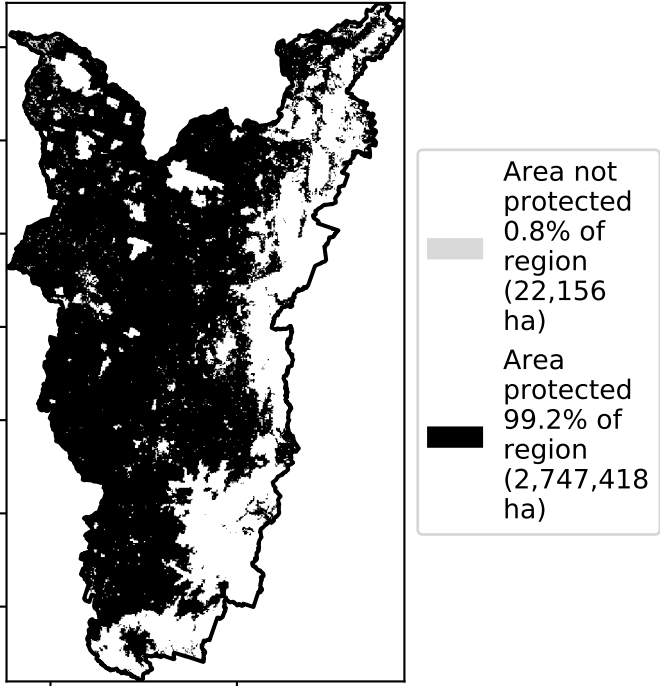 Area not
protected
0.8% of
region
(22,156
ha)
Area
protected
99.2% of
region
(2,747,418
ha)